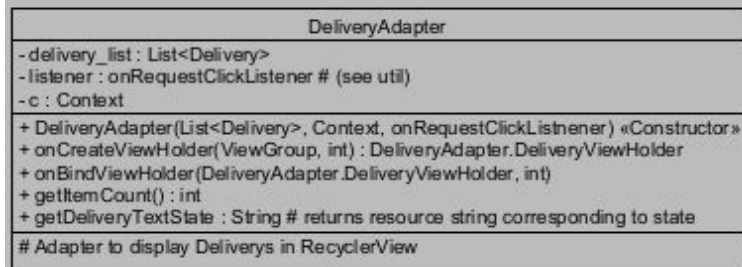 DeliveryAdapter
- delivery_list : List<Delivery>
- listener : onRequestClickListener # (see util)
- c : Context
+ DeliveryAdapter(List<Delivery>, Context, onRequestClickListnener) «Constructor»
+ onCreateViewHolder(ViewGroup, int) : DeliveryAdapter.DeliveryViewHolder
+ onBindViewHolder(DeliveryAdapter.DeliveryViewHolder, int)
+ getItemCount() : int
+ getDeliveryTextState : String # returns resource string corresponding to state
# Adapter to display Deliverys in RecyclerView